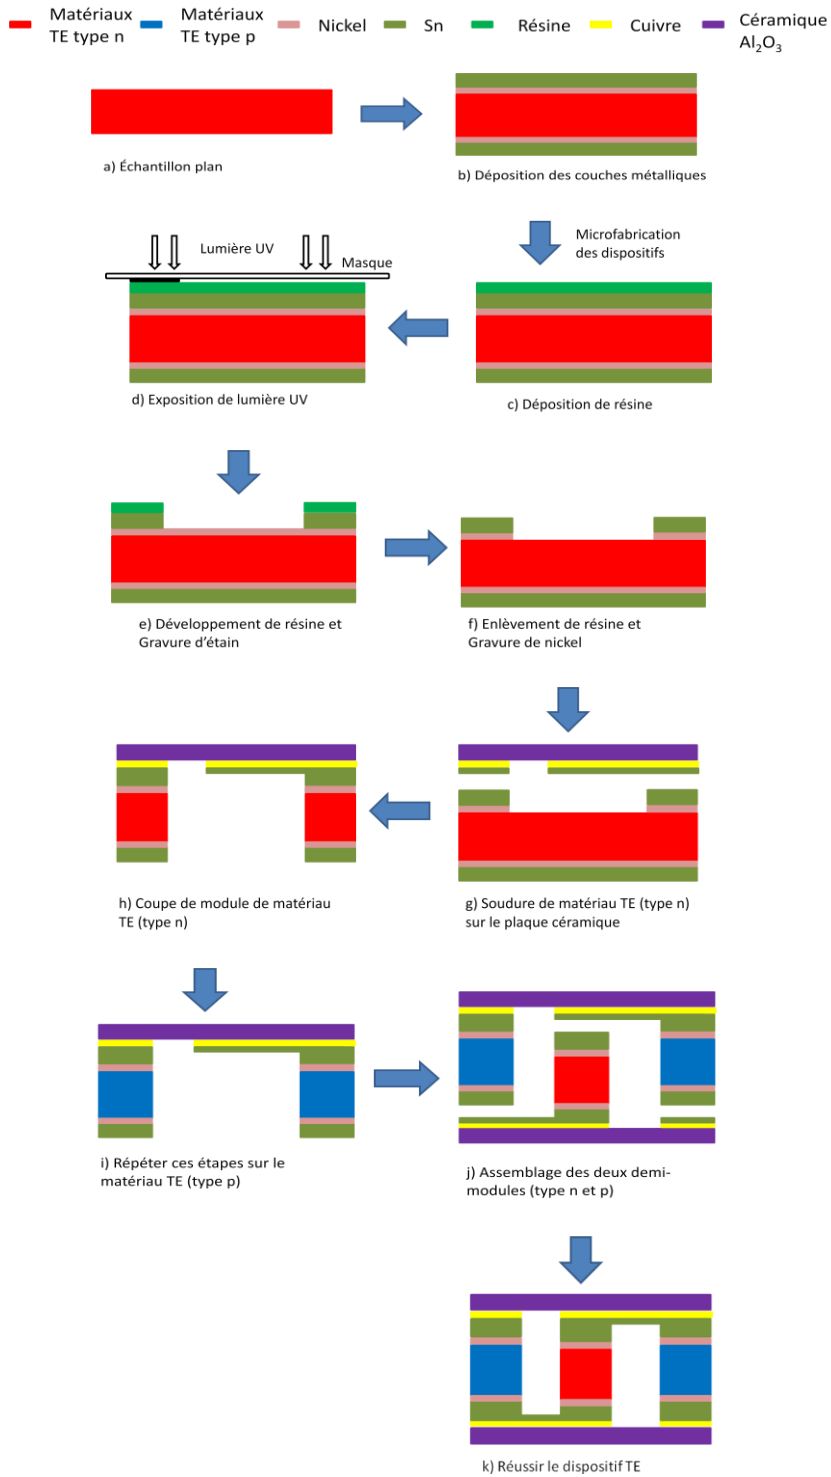 Matériaux TE type n
Matériaux TE type p
Nickel
Sn
Résine
Cuivre
Céramique Al₂O₃
a) Échantillon plan
b) Déposition des couches métalliques
Microfabrication
des dispositifs
Lumière UV
Masque
d) Exposition de lumière UV
c) Déposition de résine
e) Développement de résine et
Gravure d’étain
f) Enlèvement de résine et
Gravure de nickel
h) Coupe de module de matériau
TE (type n)
g) Soudure de matériau TE (type n)
sur le plaque céramique
i) Répéter ces étapes sur le
matériau TE (type p)
j) Assemblage des deux demi-
modules (type n et p)
k) Réussir le dispositif TE